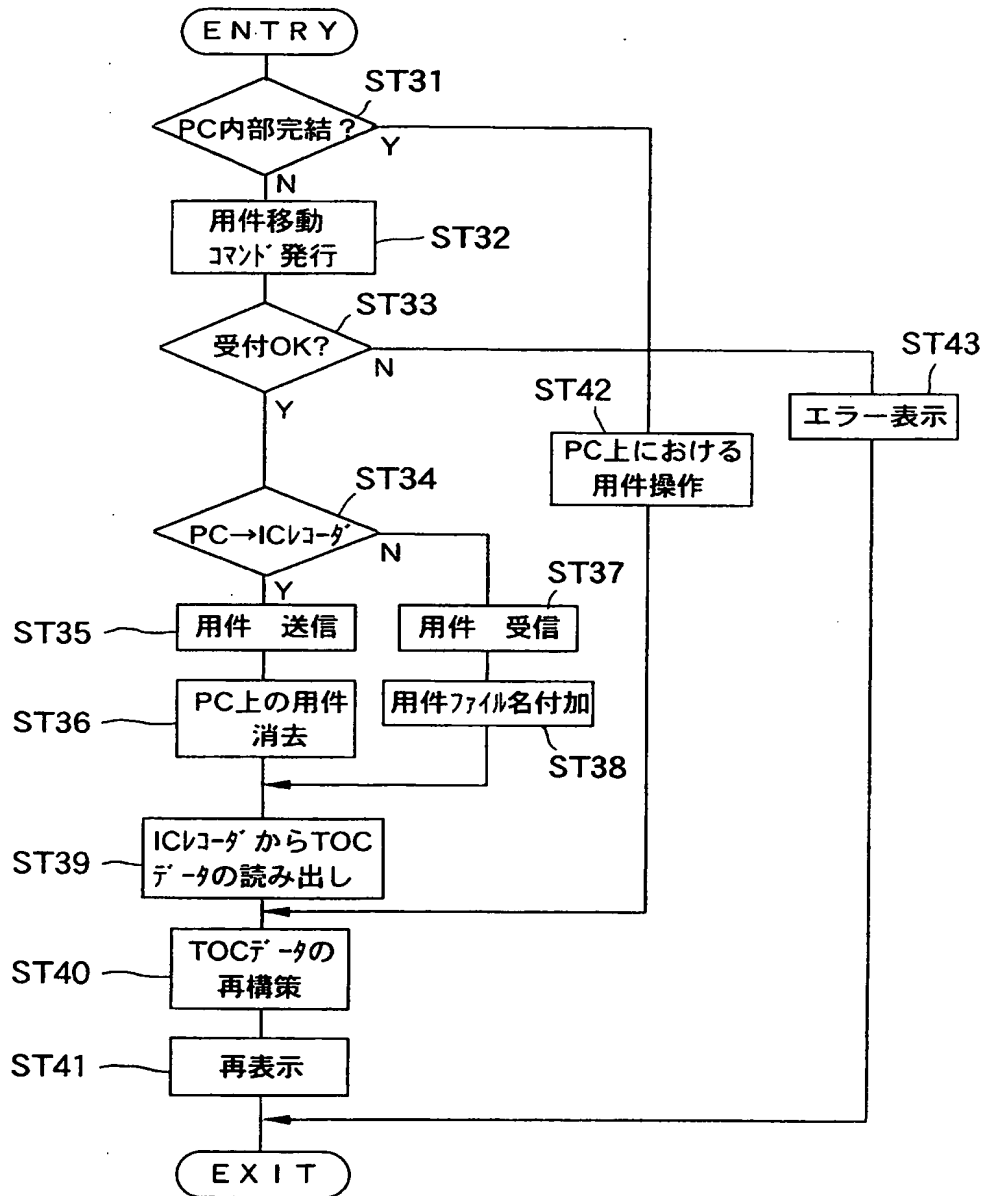 ENTRY
ST31
PC内部完結?
Y
N
用件移動
ｺﾏﾝﾄﾞ発行
ST32
ST33
受付OK?
N
Y
ST43
エラー表示
ST42
PC上における
用件操作
ST34
PC→ICﾚｺｰﾀﾞ
N
Y
ST37
ST35
用件 送信
用件 受信
ST36
PC上の用件
消去
用件ﾌｧｲﾙ名付加
ST38
ICﾚｺｰﾀﾞからTOC
ST39
ﾃﾞｰﾀの読み出し
TOCﾃﾞｰﾀの
ST40
再構策
ST41
再表示
EXIT